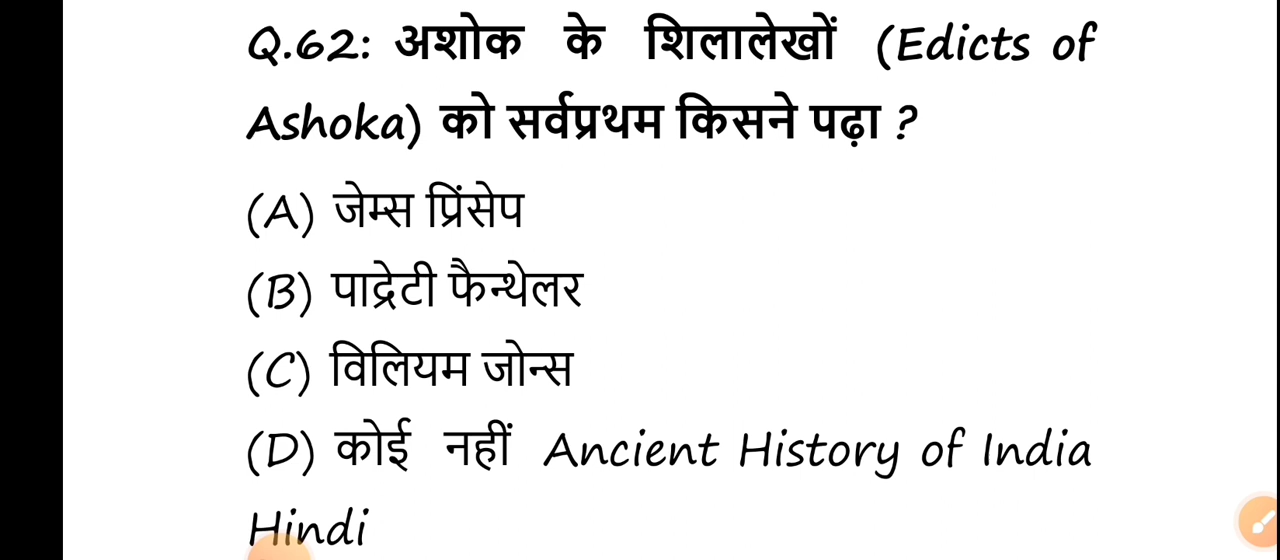 Q.62: अशोक के शिलालेखों (Edicts of
Ashoka) को सर्वप्रथम किसने पढ़ा ?
(A) जेम्स प्रिंसेप
(B) पाद्रेटी फैन्थेलर
(C) विलियम जोन्स
(D) कोई नहीं Ancient History of India
Hindi